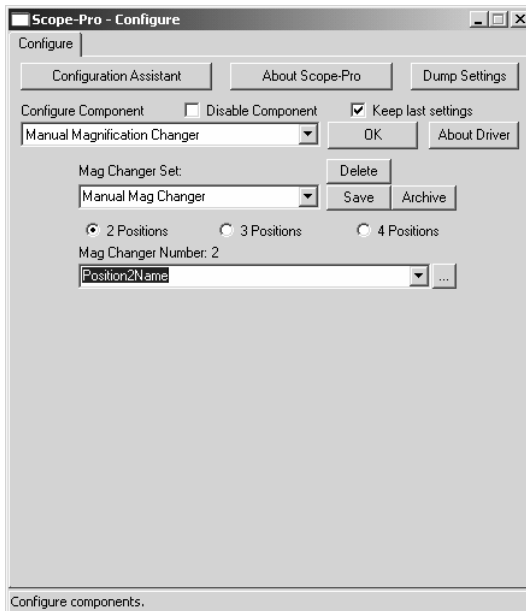 Scope-Pro - Configure
Configure
Configuration Assistant About Scope-Pro Dump Settings
Configure Component Disable Component Keep last settings
Manual Magnification Changer OK About Driver
Mag Changer Set: Delete
Manual Mag Changer Save Archive
2 Positions 3 Positions 4 Positions
Mag Changer Number: 2
Position2Name ...
Configure components.